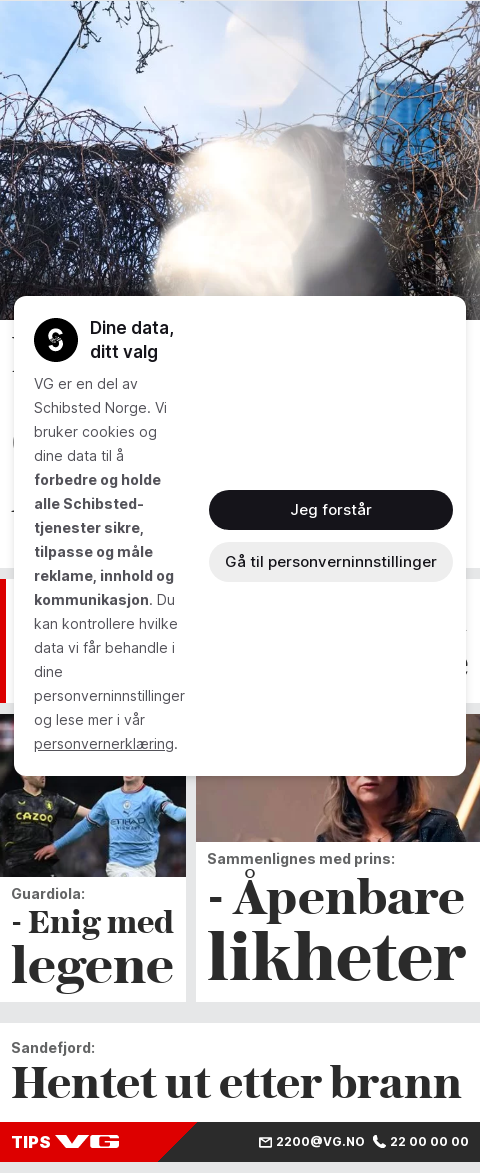 Dine data,
ditt valg
VG er en del av
Schibsted Norge. Vi
bruker cookies og
dine data til å
forbedre og holde
alle Schibsted-
tjenester sikre,
tilpasse og måle
reklame, innhold og
kommunikasjon. Du
kan kontrollere hvilke
data vi får behandle i
dine
personverninnstillinger
og lese mer i vår
personvernerklæring.
Jeg forstår
Gå til personverninnstillinger
CAZOO
ETIHAD
AIRWAYS
Guardiola:
- Enig med
legene
Sammenlignes med prins:
- Åpenbare
likheter
Sandefjord:
Hentet ut etter brann
TIPS VG
2200@VG.NO
22 00 00 00